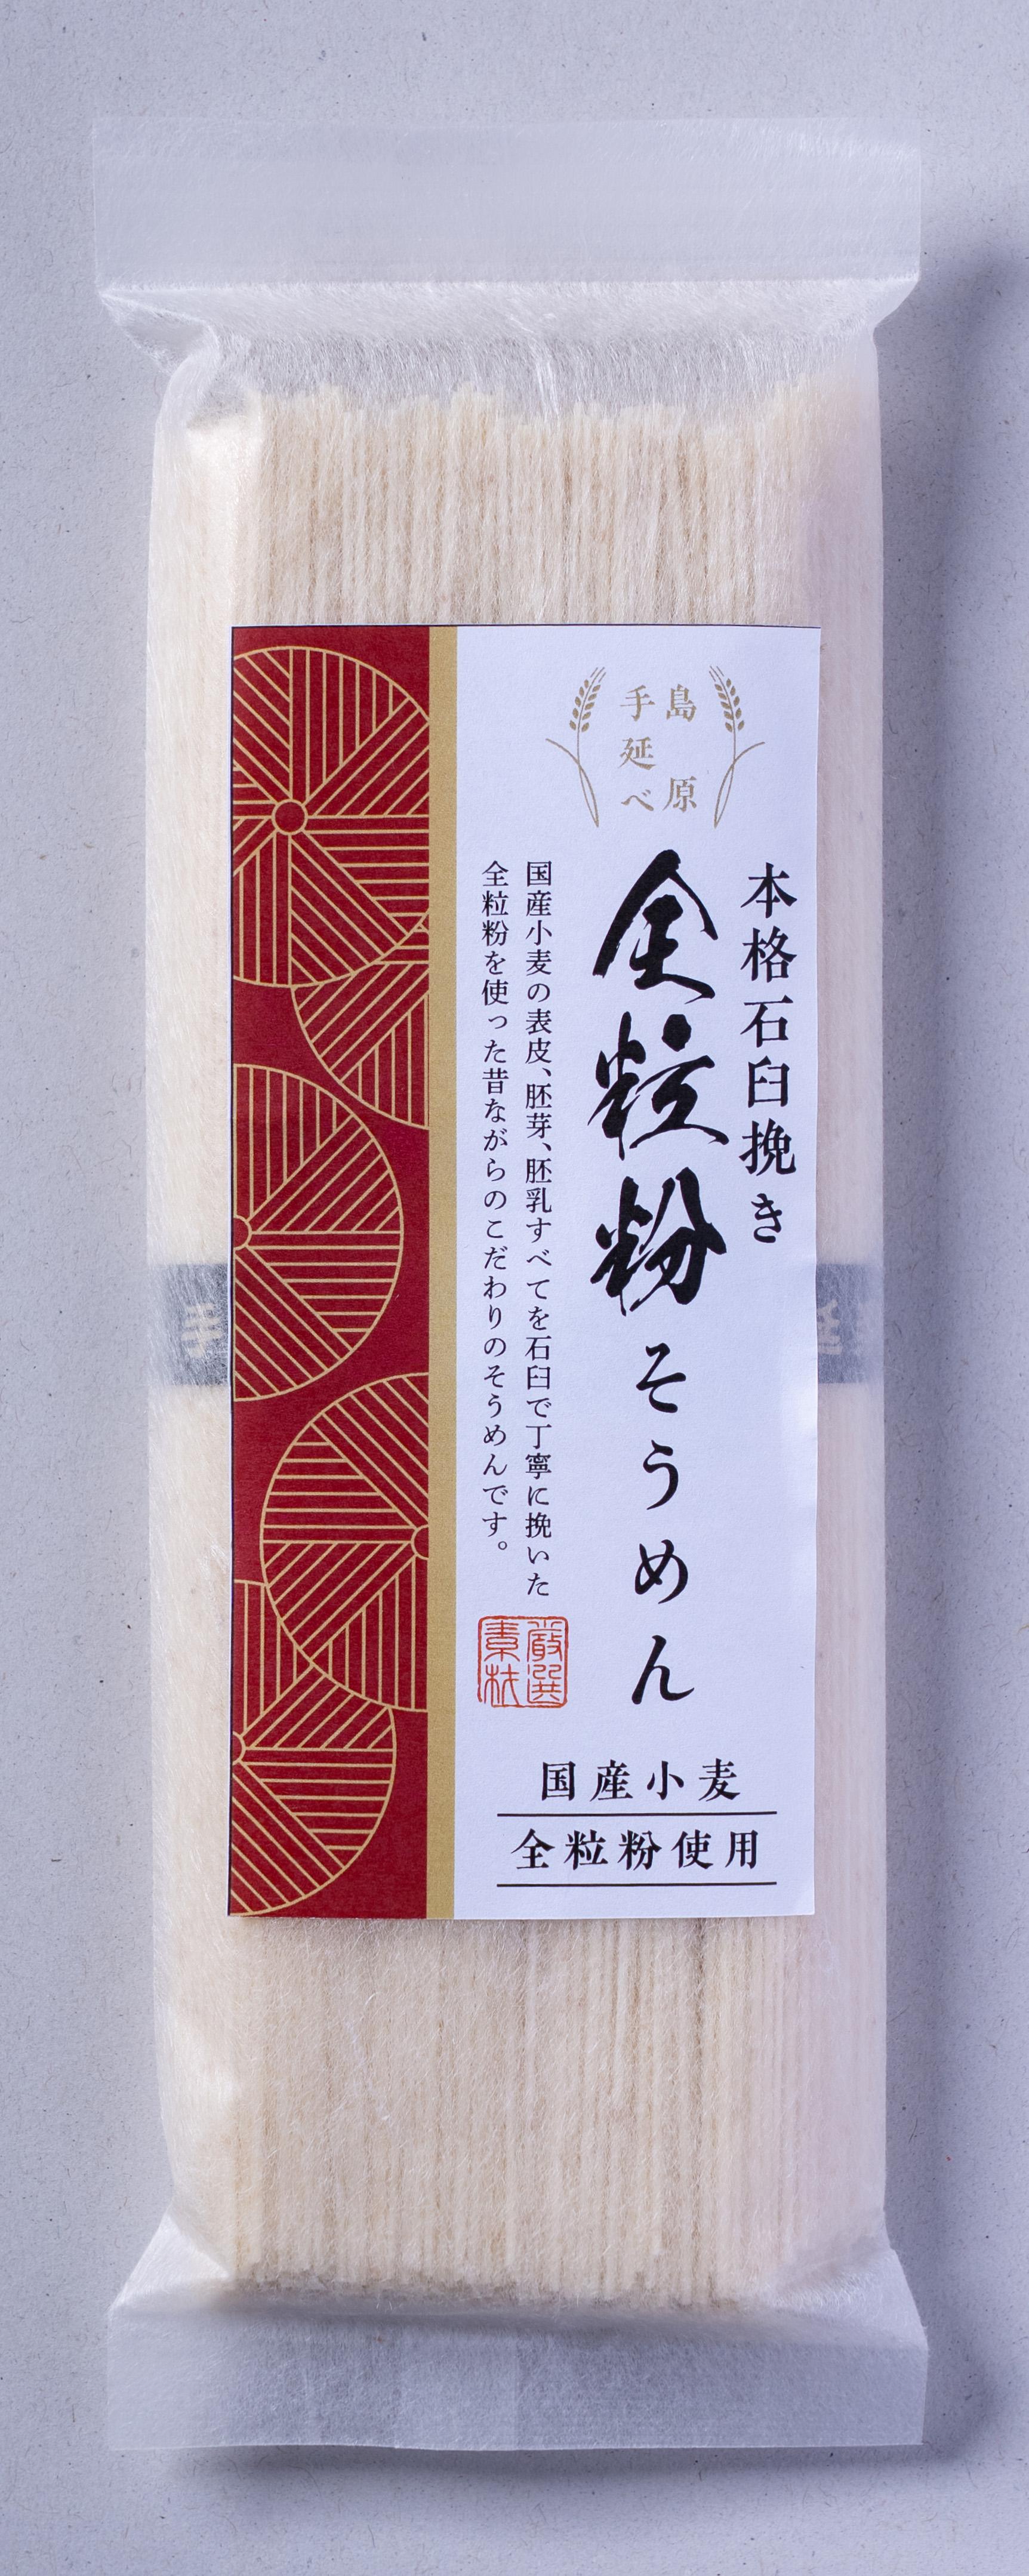 島原
手延べ
本格石臼挽き
全粒粉そうめん
国産小麦の表皮、胚芽、胚乳すべてを石臼で丁寧に挽いた
全粒粉を使った昔ながらのこだわりのそうめんです。
厳選
素材
国産小麦
全粒粉使用
手
延